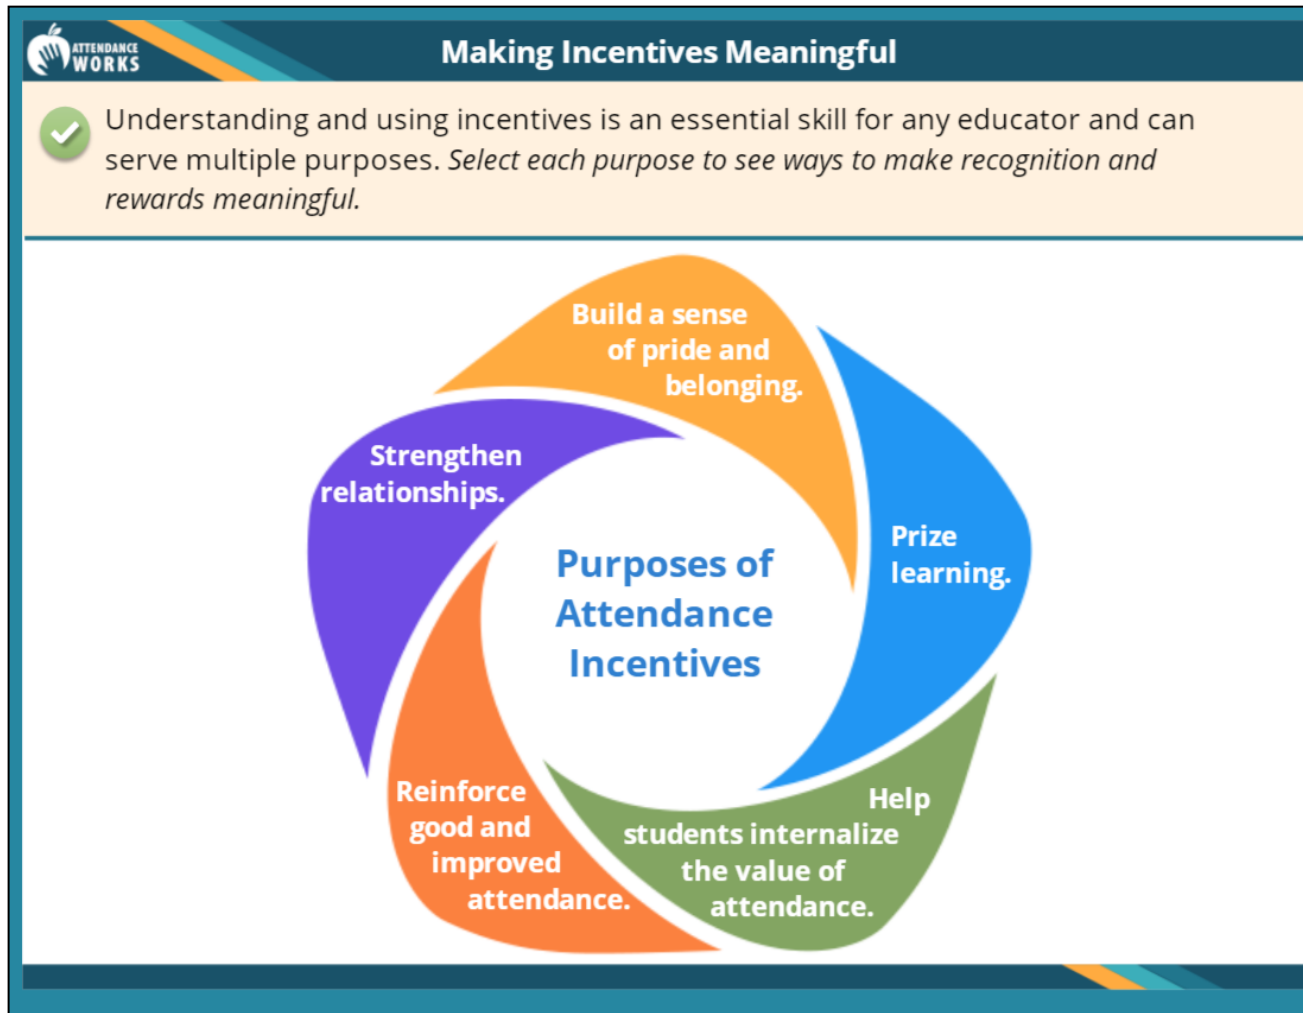 ATTENDANCE
WORKS
Making Incentives Meaningful
Understanding and using incentives is an essential skill for any educator and can
serve multiple purposes. Select each purpose to see ways to make recognition and
rewards meaningful.
Build a sense
of pride and
belonging.
Prize
learning.
Help
students internalize
the value of
attendance.
Reinforce
good and
improved
attendance.
Strengthen
relationships.
Purposes of
Attendance
Incentives